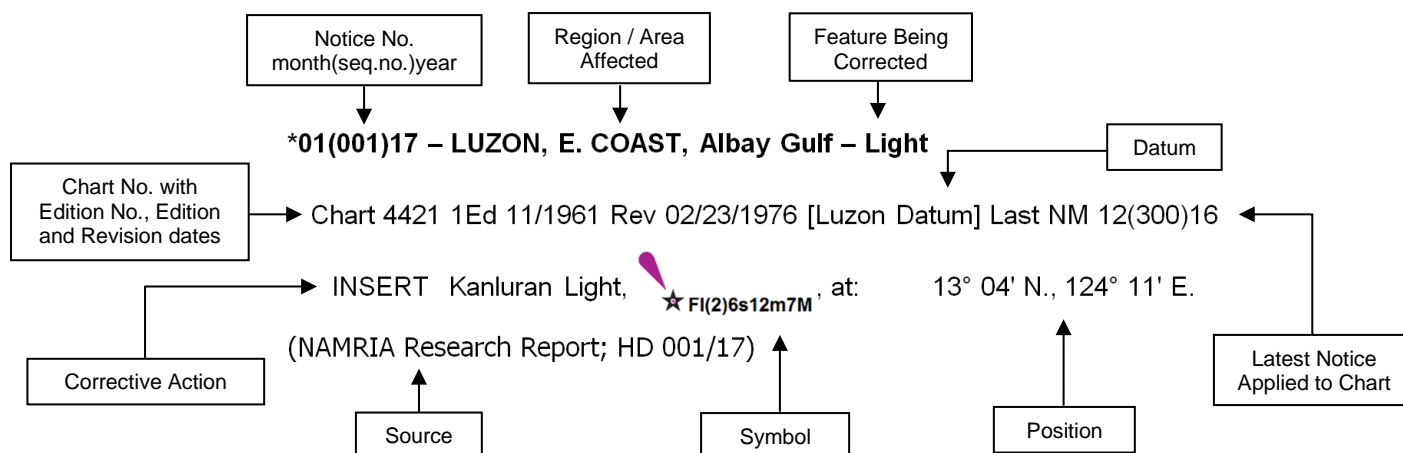 Notice No.
month(seq.no.)year
Region / Area
Affected
Feature Being
Corrected
*01(001)17 – LUZON, E. COAST, Albay Gulf – Light
Datum
Chart No. with
Edition No., Edition
and Revision dates
Chart 4421 1Ed 11/1961 Rev 02/23/1976 [Luzon Datum] Last NM 12(300)16
INSERT Kanluran Light, Fl(2)6s12m7M , at: 13° 04' N., 124° 11' E.
(NAMRIA Research Report; HD 001/17)
Corrective Action
Latest Notice
Applied to Chart
Source
Symbol
Position